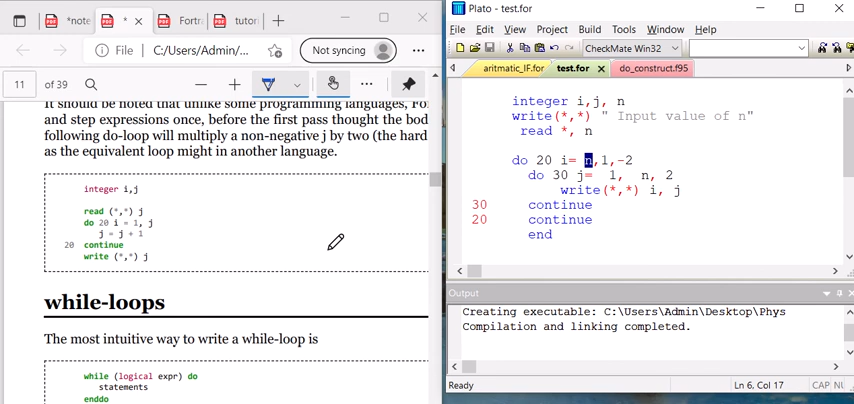 *note
*
Fortra
tutor
File
C:/Users/Admin/...
Not syncing
11 of 39
It should be noted that unlike some programming languages, Fo
and step expressions once, before the first pass thought the bod
following do-loop will multiply a non-negative j by two (the hard
as the equivalent loop might in another language.
integer i,j
read (*,*) j
do 20 i = 1, j
j = j + 1
20 continue
write (*,*) j
while-loops
The most intuitive way to write a while-loop is
while (logical expr) do
statements
enddo
Plato - test.for
File Edit View Project Build Tools Window Help
CheckMate Win32
aritmatic_IF.for test.for do_construct.f95
integer i,j, n
write(*,*) " Input value of n"
read *, n
do 20 i= n,1,-2
do 30 j= 1, n, 2
write(*,*) i, j
30 continue
20 continue
end
Output
Creating executable: C:\Users\Admin\Desktop\Phys
Compilation and linking completed.
Ready
Ln 6, Col 17
CAP NU